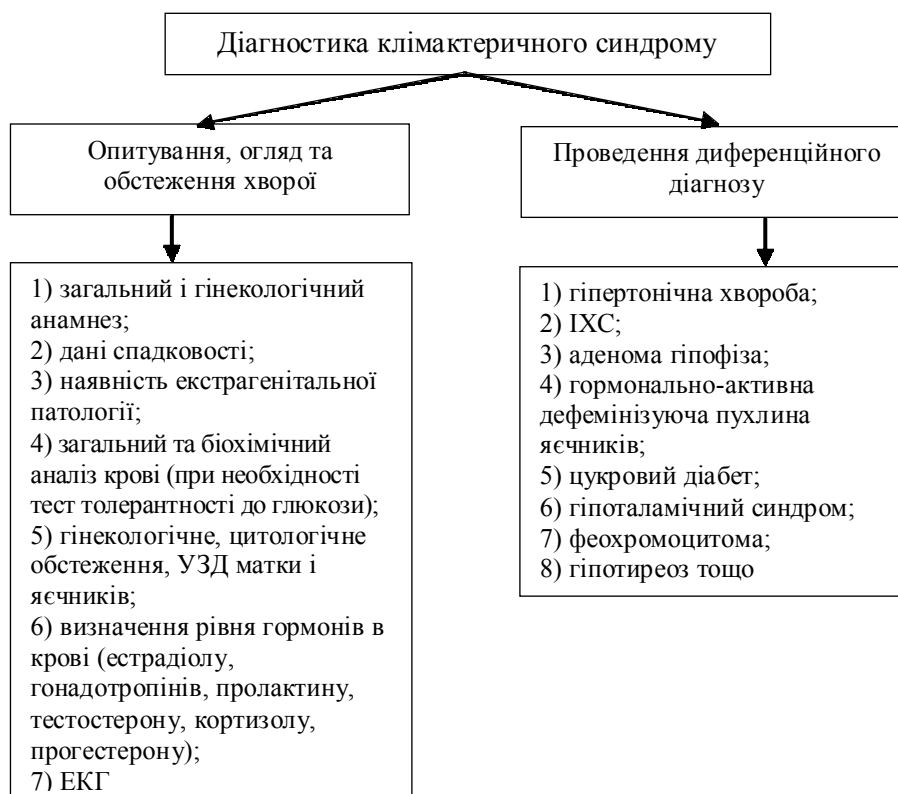 Діагностика клімактеричного синдрому
Опитування, огляд та
обстеження хворої
Проведення диференційного
діагнозу
1) загальний і гінекологічний
анамнез;
2) дані спадковості;
3) наявність екстрагенітальної
патології;
4) загальний та біохімічний
аналіз крові (при необхідності
тест толерантності до глюкози);
5) гінекологічне, цитологічне
обстеження, УЗД матки і
яєчників;
6) визначення рівня гормонів в
крові (естрадіолу,
гонадотропінів, пролактину,
тестостерону, кортизолу,
прогестерону);
7) ЕКГ
1) гіпертонічна хвороба;
2) ІХС;
3) аденома гіпофіза;
4) гормонально-активна
дефемінізуюча пухлина
яєчників;
5) цукровий діабет;
6) гіпоталамічний синдром;
7) феохромоцитома;
8) гіпотиреоз тощо